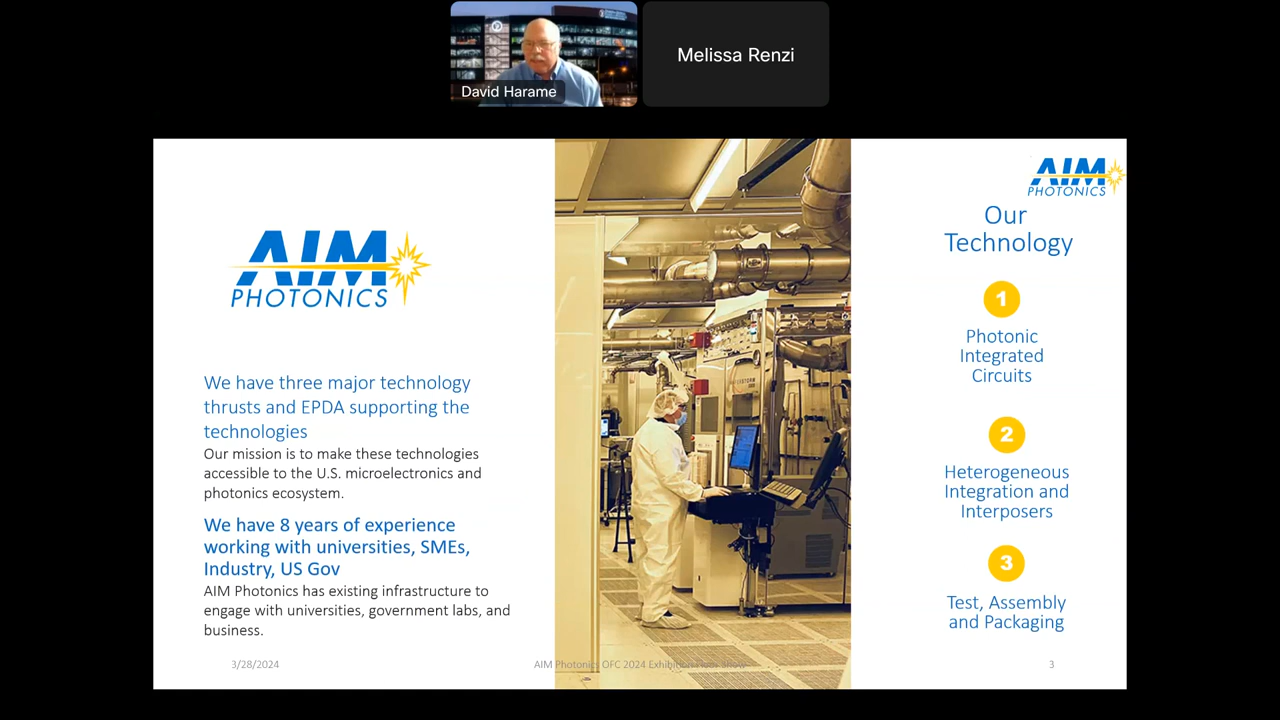 David Harame
Melissa Renzi
AIM
PHOTONICS
We have three major technology
thrusts and EPDA supporting the
technologies
Our mission is to make these technologies
accessible to the U.S. microelectronics and
photonics ecosystem.
We have 8 years of experience
working with universities, SMEs,
Industry, US Gov
AIM Photonics has existing infrastructure to
engage with universities, government labs, and
business.
AIM
PHOTONICS
Our
Technology
1
Photonic
Integrated
Circuits
2
Heterogeneous
Integration and
Interposers
3
Test, Assembly
and Packaging
3/28/2024
AIM Photonics OFC 2024 Exhibition Show
3